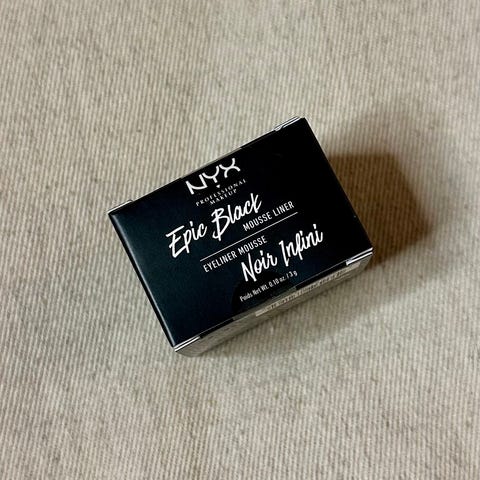 NYX
PROFESSIONAL
MAKEUP
Epic Black
MOUSSE LINER
EYELINER MOUSSE
Noir Infini
Poids Net Wt. 0.10 oz. / 3 g